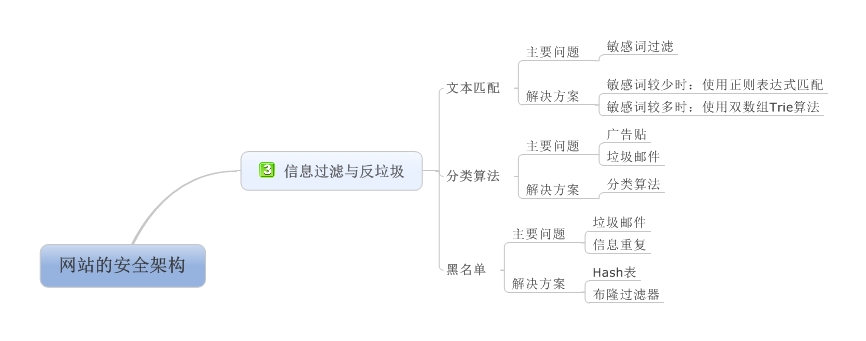 网站的安全架构
3 信息过滤与反垃圾
文本匹配
主要问题
敏感词过滤
解决方案
敏感词较少时：使用正则表达式匹配
敏感词较多时：使用双数组Trie算法
分类算法
主要问题
广告贴
垃圾邮件
解决方案
分类算法
黑名单
主要问题
垃圾邮件
信息重复
解决方案
Hash表
布隆过滤器